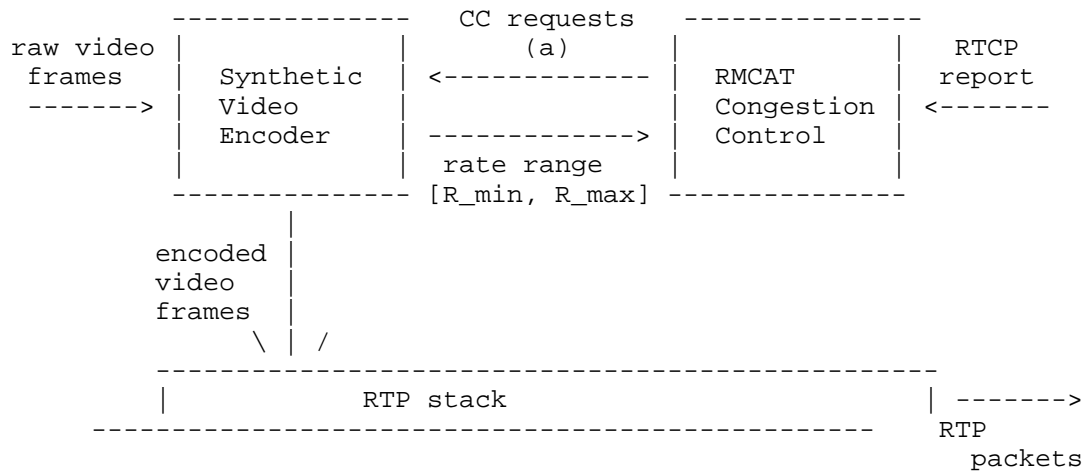 --------------- CC requests ---------------
raw video | | (a) | | RTCP
frames | Synthetic | <------------- | RMCAT | report
-------> | Video | | Congestion | <-------
| Encoder | -------------> | Control |
| | rate range | |
--------------- [R_min, R_max] ---------------
|
encoded |
video |
frames |
\ | /
-------------------------------------------------
| RTP stack | ------->
------------------------------------------------- RTP
packets